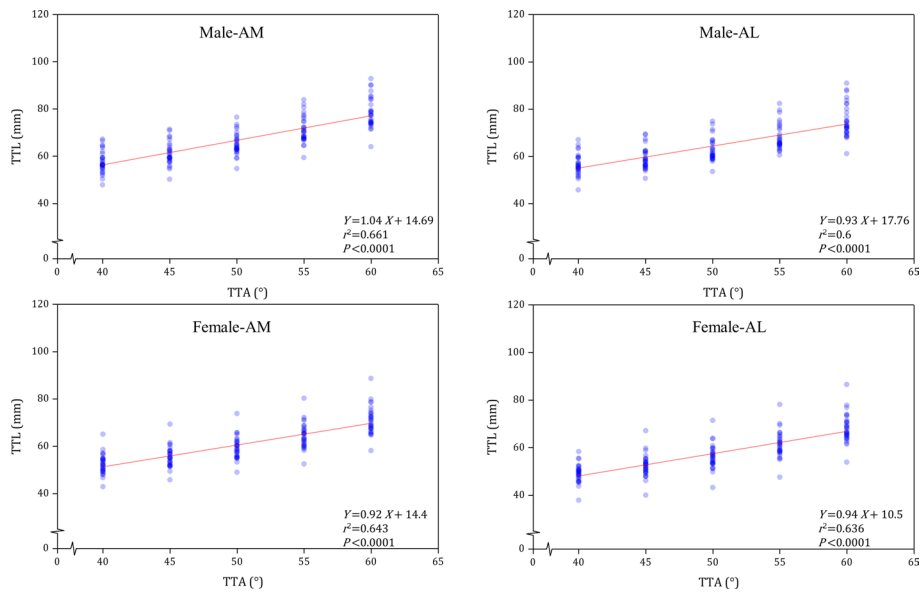 Male-AM
120
100
80
60
40
0
TTL (mm)
Y=1.04 X+14.69
r²=0.661
P<0.0001
0 40 45 50 55 60 65
TTA (°)
Male-AL
120
100
80
60
40
0
TTL (mm)
Y=0.93 X+17.76
r²=0.6
P<0.0001
0 40 45 50 55 60 65
TTA (°)
Female-AM
120
100
80
60
40
0
TTL (mm)
Y=0.92 X+14.4
r²=0.643
P<0.0001
0 40 45 50 55 60 65
TTA (°)
Female-AL
120
100
80
60
40
0
TTL (mm)
Y=0.94 X+10.5
r²=0.636
P<0.0001
0 40 45 50 55 60 65
TTA (°)